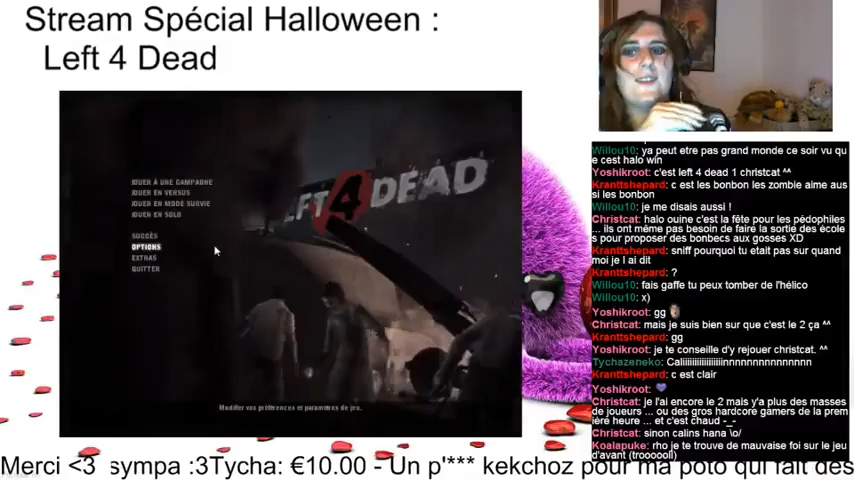 Stream Spécial Halloween :
Left 4 Dead
LEFT 4 DEAD
JOUER À UNE CAMPAGNE
JOUER EN VERSUS
JOUER EN MODE SURVIE
JOUER EN SOLO
SUCCÈS
OPTIONS
EXTRAS
QUITTER
Modifier vos préférences et paramètres de jeu.
Willou10: ya peut etre pas grand monde ce soir vu qu
e cest halo win
Yoshikroot: c'est left 4 dead 1 christcat ^^
Kranttshepard: c est les bonbon les zombie aime aus
si les bonbon
Willou10: je me disais aussi !
Christcat: halo ouine c'est la fête pour les pédophiles
... ils ont même pas besoin de faire la sortie des école
s pour proposer des bonbecs aux gosses XD
Kranttshepard: sniff pourquoi tu etait pas sur quand
moi je l ai dit
Kranttshepard: ?
Willou10: fais gaffe tu peux tomber de l'hélico
Willou10: x)
Yoshikroot: gg
Christcat: mais je suis bien sur que c'est le 2 ça ^^
Kranttshepard: gg
Yoshikroot: je te conseille d'y rejouer christcat. ^^
Tychazeneko: Caliiiiiiiiiiiiiiiiinnnnnnnnnnnnnnn
Kranttshepard: c est clair
Yoshikroot:
Christcat: je l'ai encore le 2 mais y'a plus des masses
de joueurs ... ou des gros hardcore gamers de la prem
ière heure ... et c'est chaud -_-
Christcat: sinon calins hana \o/
Koalapuke: rho je te trouve de mauvaise foi sur le jeu
d'avant (troooooll)
Merci <3 sympa :3Tycha: €10.00 - Un p'*** kekchoz pour ma poto qui fait des